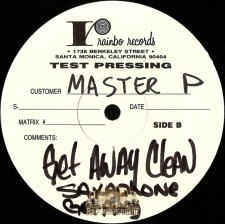 rainbo records
• 1738 BERKELEY STREET •
SANTA MONICA, CALIFORNIA 90404
TEST PRESSING
CUSTOMER MASTER P
S- DATE
MATRIX #
SIDE B
COMMENTS:
Get AWAY Clean
SAXAPHONE